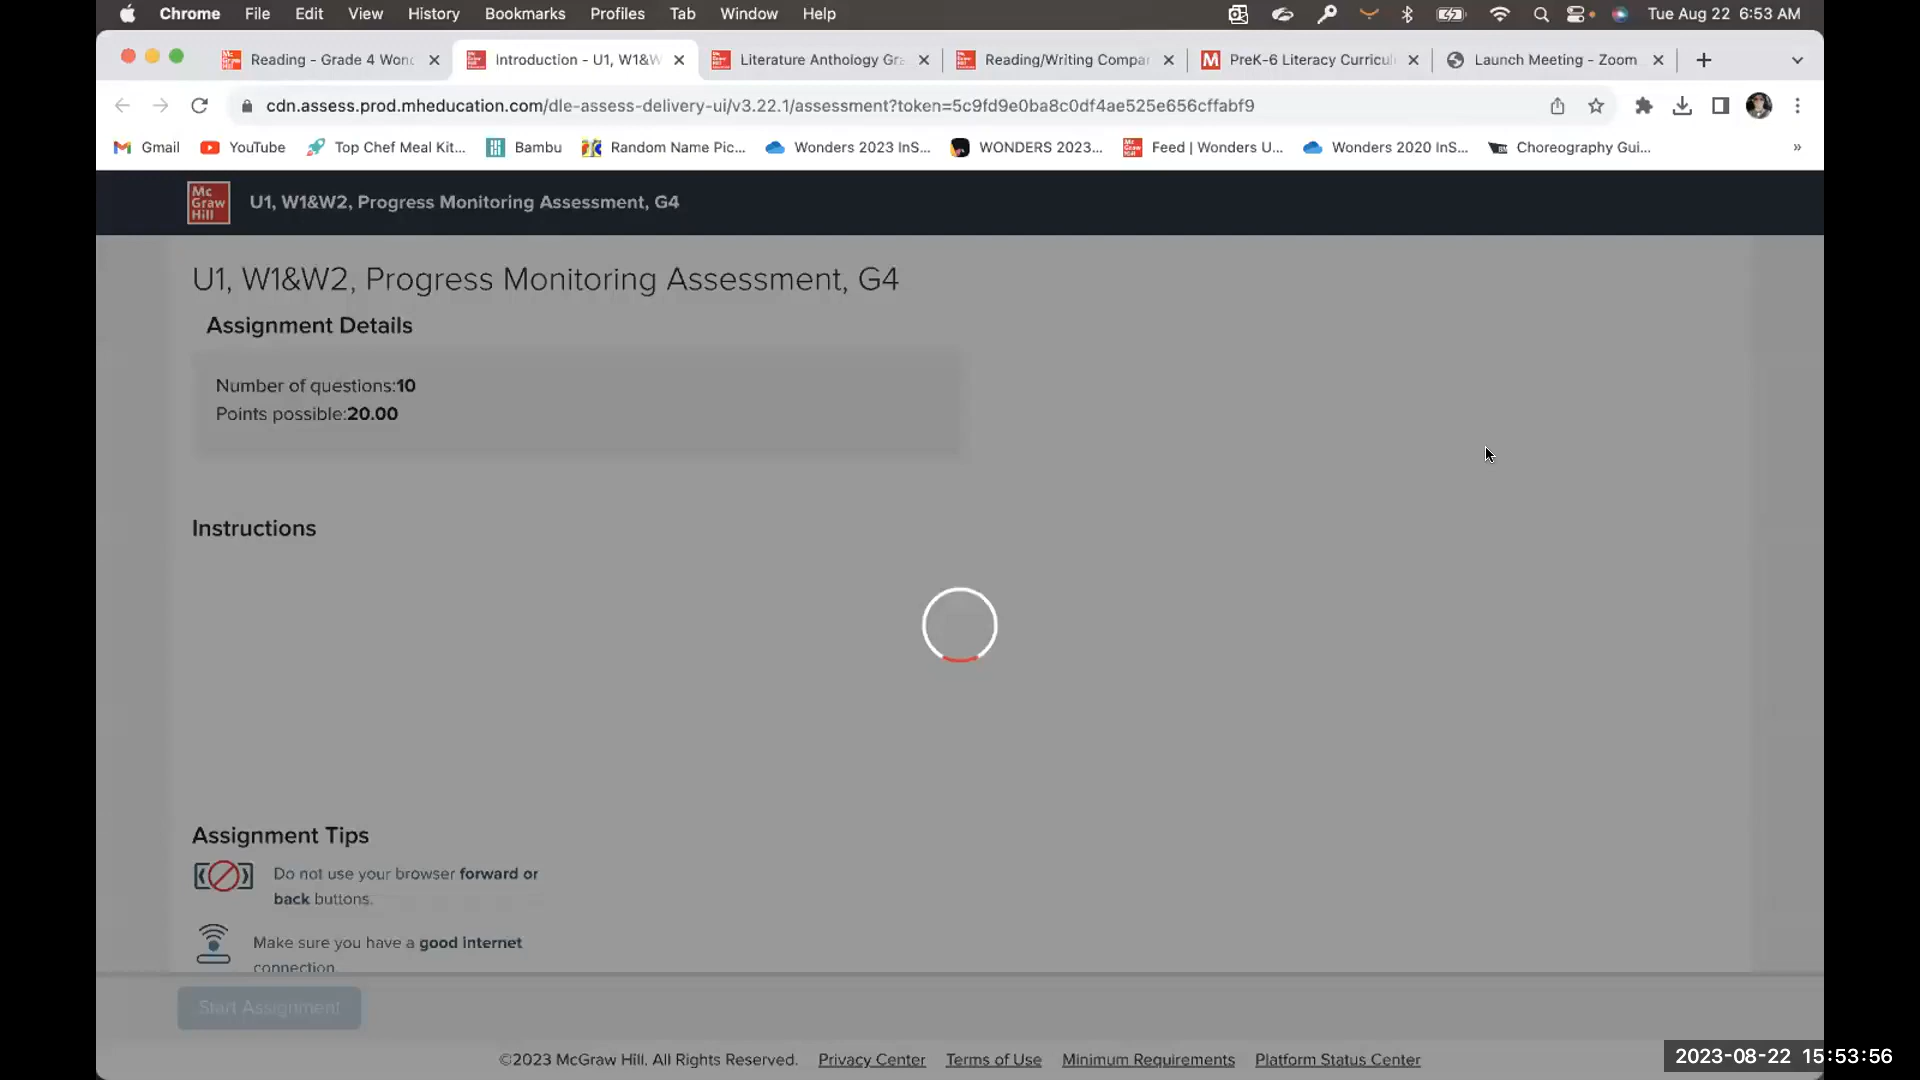 Chrome File Edit View History Bookmarks Profiles Tab Window Help Tue Aug 22 6:53 AM
Reading - Grade 4 Won Introduction - U1, W1&W Literature Anthology Gr Reading/Writing Compa PreK-6 Literacy Curricul Launch Meeting - Zoom
cdn.assess.prod.mheducation.com/dle-assess-delivery-ui/v3.22.1/assessment?token=5c9fd9e0ba8c0df4ae525e656cffabf9
Gmail YouTube Top Chef Meal Kit... Bambu Random Name Pic... Wonders 2023 InS... WONDERS 2023... Feed | Wonders U... Wonders 2020 InS... Choreography Gui... »
Mc
Graw
Hill
U1, W1&W2, Progress Monitoring Assessment, G4
U1, W1&W2, Progress Monitoring Assessment, G4
Assignment Details
Number of questions:10
Points possible:20.00
Instructions
Assignment Tips
Do not use your browser forward or
back buttons.
Make sure you have a good internet
connection.
Start Assignment
©2023 McGraw Hill. All Rights Reserved. Privacy Center Terms of Use Minimum Requirements Platform Status Center
2023-08-22 15:53:56